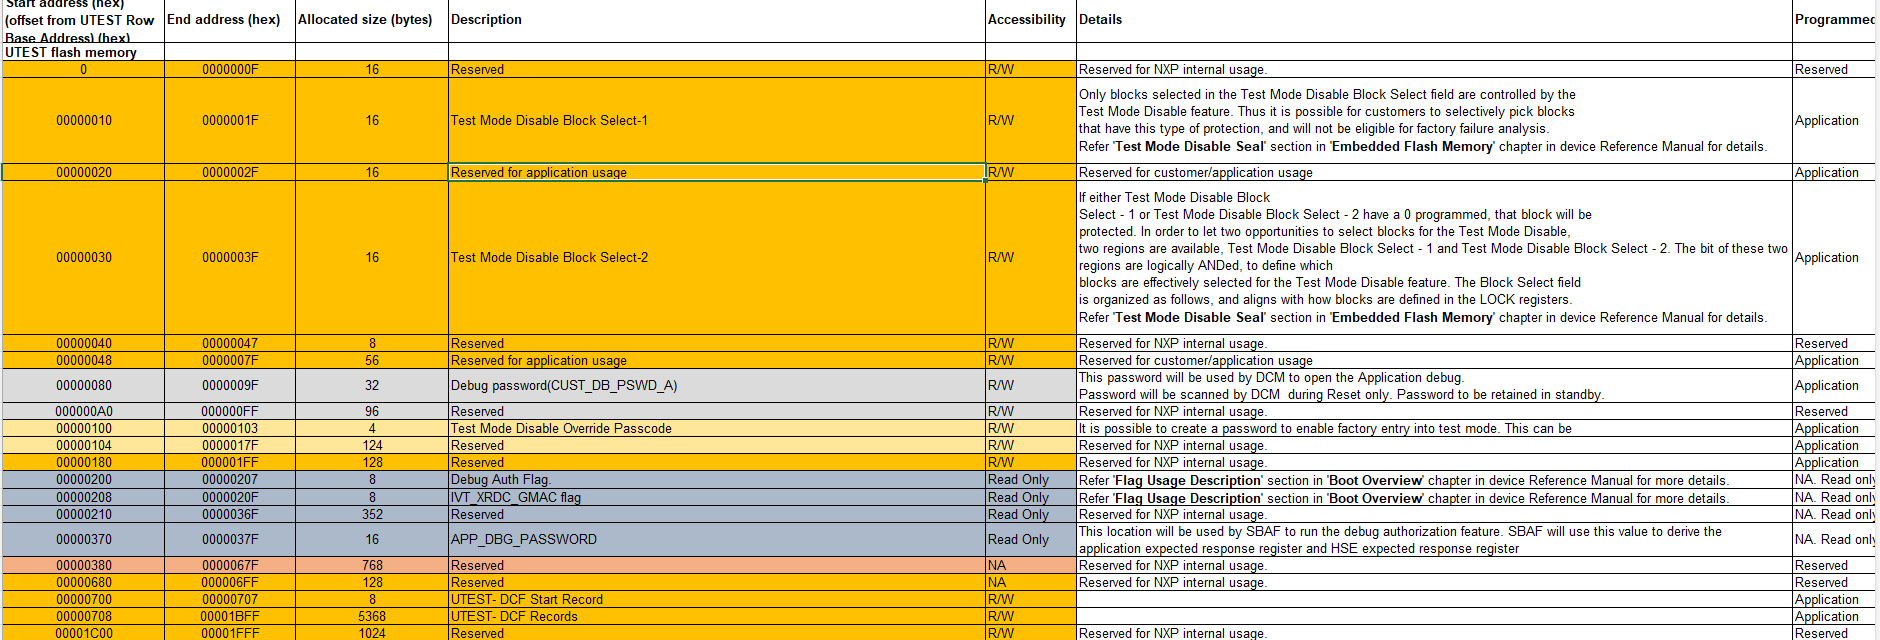 Start address (hex)
(offset from UTEST Row
Base Address) (hex)
End address (hex)
Allocated size (bytes)
Description
Accessibility
Details
Programmed
UTEST flash memory
0 0000000F 16 Reserved R/W Reserved for NXP internal usage. Reserved
00000010 0000001F 16 Test Mode Disable Block Select-1 R/W
Only blocks selected in the Test Mode Disable Block Select field are controlled by the
Test Mode Disable feature. Thus it is possible for customers to selectively pick blocks
that have this type of protection, and will not be eligible for factory failure analysis.
Refer 'Test Mode Disable Seal' section in 'Embedded Flash Memory' chapter in device Reference Manual for details.
Application
00000020 0000002F 16 Reserved for application usage R/W Reserved for customer/application usage Application
00000030 0000003F 16 Test Mode Disable Block Select-2 R/W
If either Test Mode Disable Block
Select - 1 or Test Mode Disable Block Select - 2 have a 0 programmed, that block will be
protected. In order to let two opportunities to select blocks for the Test Mode Disable,
two regions are available, Test Mode Disable Block Select - 1 and Test Mode Disable Block Select - 2. The bit of these two
regions are logically ANDed, to define which
blocks are effectively selected for the Test Mode Disable feature. The Block Select field
is organized as follows, and aligns with how blocks are defined in the LOCK registers.
Refer 'Test Mode Disable Seal' section in 'Embedded Flash Memory' chapter in device Reference Manual for details.
Application
00000040 00000047 8 Reserved R/W Reserved for NXP internal usage. Reserved
00000048 0000007F 56 Reserved for application usage R/W Reserved for customer/application usage Application
00000080 0000009F 32 Debug password(CUST_DB_PSWD_A) R/W
This password will be used by DCM to open the Application debug.
Password will be scanned by DCM  during Reset only. Password to be retained in standby.
Application
000000A0 000000FF 96 Reserved R/W Reserved for NXP internal usage. Reserved
00000100 00000103 4 Test Mode Disable Override Passcode R/W It is possible to create a password to enable factory entry into test mode. This can be Application
00000104 0000017F 124 Reserved R/W Reserved for NXP internal usage. Application
00000180 000001FF 128 Reserved R/W Reserved for NXP internal usage. Application
00000200 00000207 8 Debug Auth Flag. Read Only Refer 'Flag Usage Description' section in 'Boot Overview' chapter in device Reference Manual for more details. NA. Read only
00000208 0000020F 8 IVT_XRDC_GMAC flag Read Only Refer 'Flag Usage Description' section in 'Boot Overview' chapter in device Reference Manual for more details. NA. Read only
00000210 0000036F 352 Reserved Read Only Reserved for NXP internal usage. NA. Read only
00000370 0000037F 16 APP_DBG_PASSWORD Read Only
This location will be used by SBAF to run the debug authorization feature. SBAF will use this value to derive the
application expected response register and HSE expected response register
NA. Read only
00000380 0000067F 768 Reserved NA Reserved for NXP internal usage. Reserved
00000680 000006FF 128 Reserved NA Reserved for NXP internal usage. Reserved
00000700 00000707 8 UTEST- DCF Start Record R/W Application
00000708 00001BFF 5368 UTEST- DCF Records R/W Application
00001C00 00001FFF 1024 Reserved R/W Reserved for NXP internal usage. Reserved